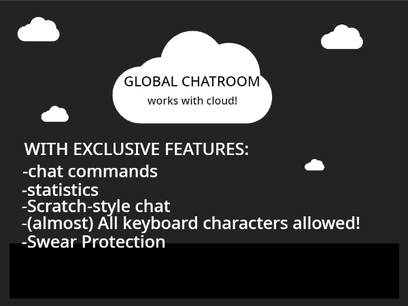 GLOBAL CHATROOM
works with cloud!
WITH EXCLUSIVE FEATURES:
-chat commands
-statistics
-Scratch-style chat
-(almost) All keyboard characters allowed!
-Swear Protection